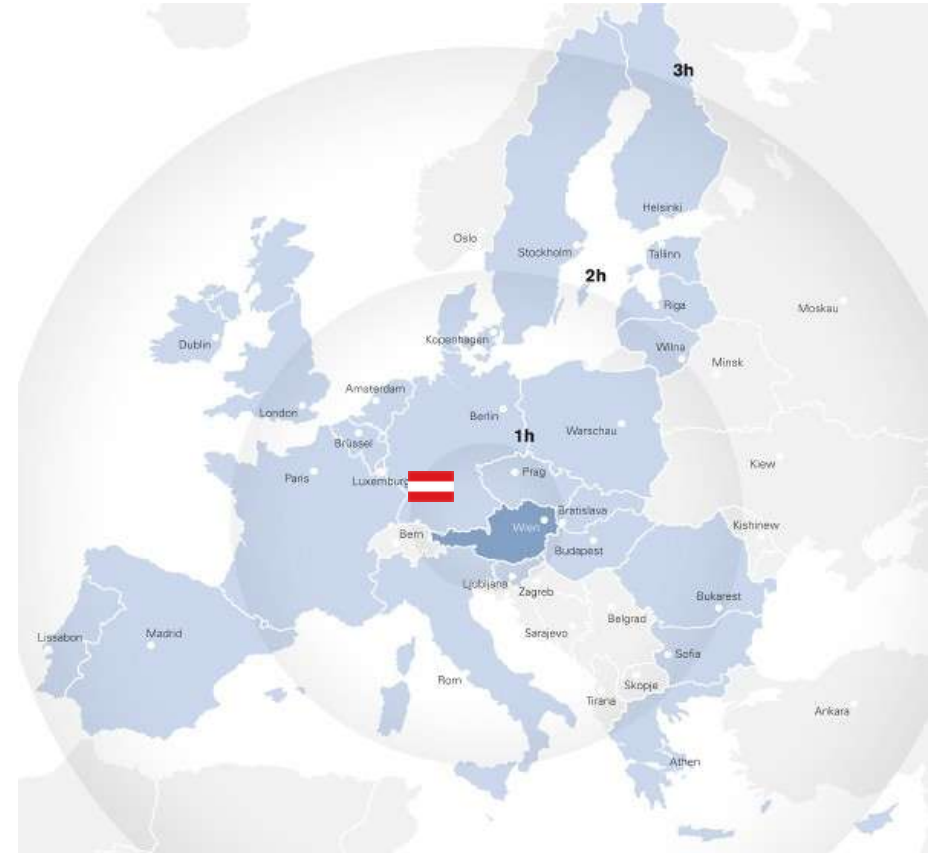 3h
Helsinki
Oslo
Stockholm
Tallinn
2h
Riga
Moskau
Kopenhagen
Dublin
Wilna
Minsk
Amsterdam
London
Berlin
1h
Warschau
Brüssel
Kiew
Paris
Luxemburg
Prag
Bratislava
Wien
Kishinew
Bern
Budapest
Ljubljana
Zagreb
Bukarest
Belgrad
Lissabon
Madrid
Sarajevo
Sofia
Rom
Skopje
Tirana
Ankara
Athen